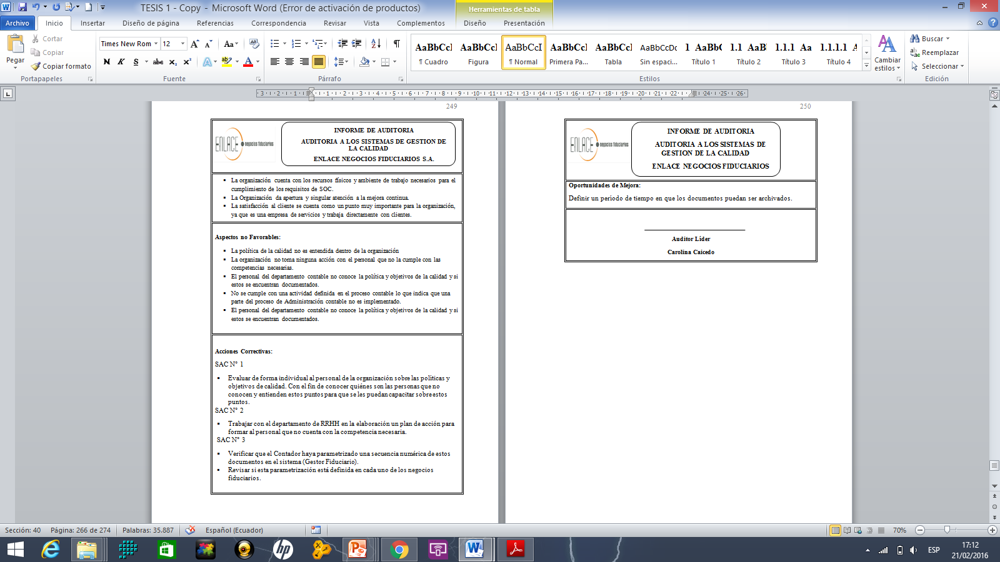 TESIS 1 - Copy - Microsoft Word (Error de activación de productos)
Herramientas de tabla
Archivo
Inicio
Insertar
Diseño de página
Referencias
Correspondencia
Revisar
Vista
Complementos
Diseño
Presentación
Pegar
Cortar
Copiar
Copiar formato
Portapapeles
Times New Rom
12
Fuente
Párrafo
AaBbCcI
¶ Cuadro
AaBbCcI
Figura
AaBbCcI
¶ Normal
AaBbCcI
Primera Pa...
AaBbCcI
Tabla
AaBbCcDc
Sin espaci...
1 AaBbC
Título 1
1.1 AaB
Título 2
1.1.1 Aa
Título 3
1.1.1.1 A
Título 4
Estilos
Cambiar
estilos
Buscar
Reemplazar
Seleccionar
Edición
249
ENLACE negocios fiduciarios
INFORME DE AUDITORIA
AUDITORIA A LOS SISTEMAS DE GESTION DE
LA CALIDAD
ENLACE NEGOCIOS FIDUCIARIOS S.A.
▪ La organización cuenta con los recursos físicos y ambiente de trabajo necesarios para el
cumplimiento de los requisitos de SGC.
▪ La Organización da apertura y singular atención a la mejora continua.
▪ La satisfacción al cliente se cuenta como un punto muy importante para la organización,
ya que es una empresa de servicios y trabaja directamente con clientes.
Aspectos no Favorables:
▪ La política de la calidad no es entendida dentro de la organización
▪ La organización no toma ninguna acción con el personal que no la cumple con las
competencias necesarias.
▪ El personal del departamento contable no conoce la política y objetivos de la calidad y si
estos se encuentran documentados.
▪ No se cumple con una actividad definida en el proceso contable lo que indica que una
parte del proceso de Administración contable no es implementado.
▪ El personal del departamento contable no conoce la política y objetivos de la calidad y si
estos se encuentran documentados.
Acciones Correctivas:
SAC N° 1
▪ Evaluar de forma individual al personal de la organización sobre las políticas y
objetivos de calidad. Con el fin de conocer quiénes son las personas que no
conocen y entienden estos puntos para que se les puedan capacitar sobre estos
puntos.
SAC N° 2
▪ Trabajar con el departamento de RRHH en la elaboración un plan de acción para
formar al personal que no cuenta con la competencia necesaria.
SAC N° 3
▪ Verificar que el Contador haya parametrizado una secuencia numérica de estos
documentos en el sistema (Gestor Fiduciario).
▪ Revisar si esta parametrización está definida en cada uno de los negocios
fiduciarios.
250
ENLACE negocios fiduciarios
INFORME DE AUDITORIA
AUDITORIA A LOS SISTEMAS DE
GESTION DE LA CALIDAD
ENLACE NEGOCIOS FIDUCIARIOS
Oportunidades de Mejora:
Definir un período de tiempo en que los documentos puedan ser archivados.
Auditor Líder
Carolina Caicedo
Sección: 40
Página: 266 de 274
Palabras: 35.887
Español (Ecuador)
70%
ESP
17:12
21/02/2016